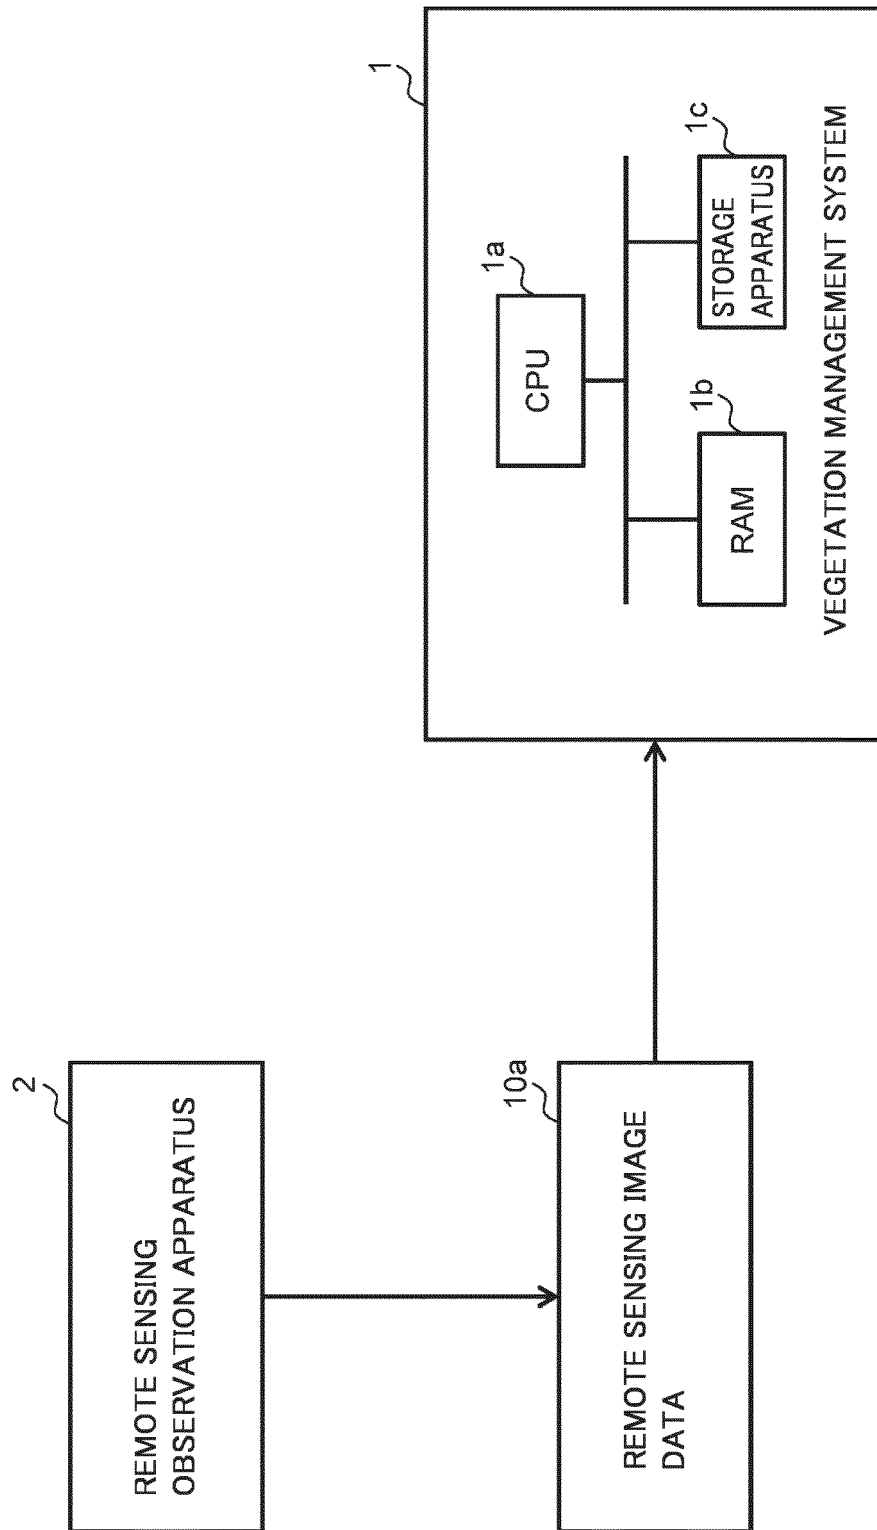 2
REMOTE SENSING
OBSERVATION APPARATUS
10a
REMOTE SENSING IMAGE
DATA
1
1a
CPU
1b
RAM
1c
STORAGE
APPARATUS
VEGETATION MANAGEMENT SYSTEM